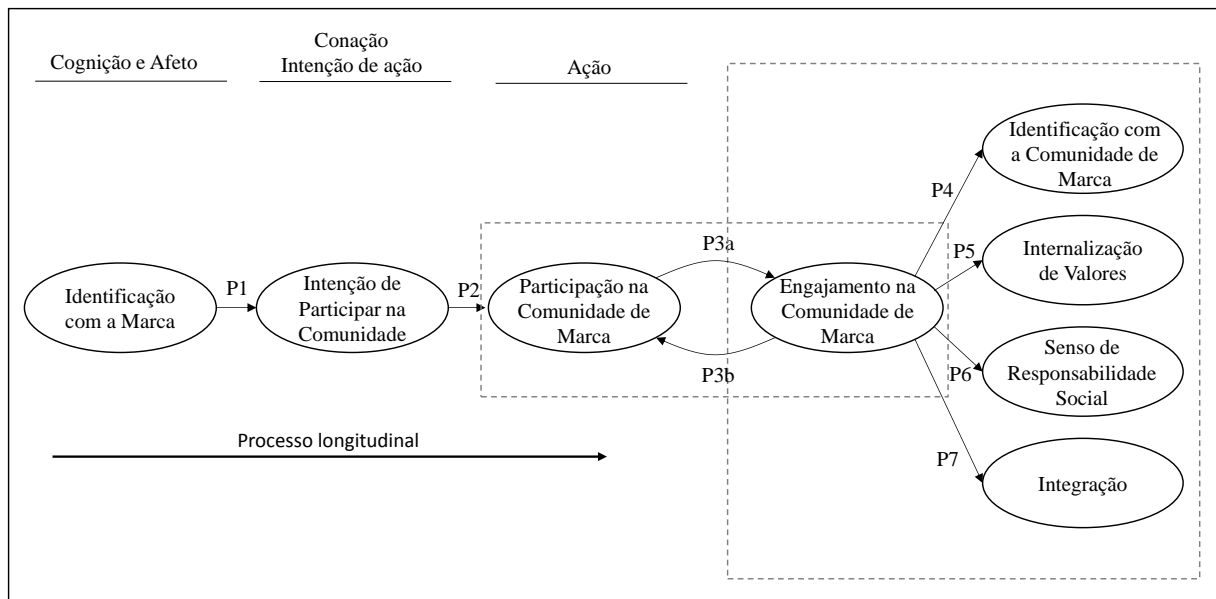 Cognição e Afeto
Conação
Intenção de ação
Ação
Identificação
com a Marca
P1
Intenção de
Participar na
Comunidade
P2
Participação na
Comunidade de
Marca
P3a
P3b
Engajamento na
Comunidade de
Marca
P4
P5
P6
P7
Identificação com
a Comunidade de
Marca
Internalização
de Valores
Senso de
Responsabilidade
Social
Integração
Processo longitudinal